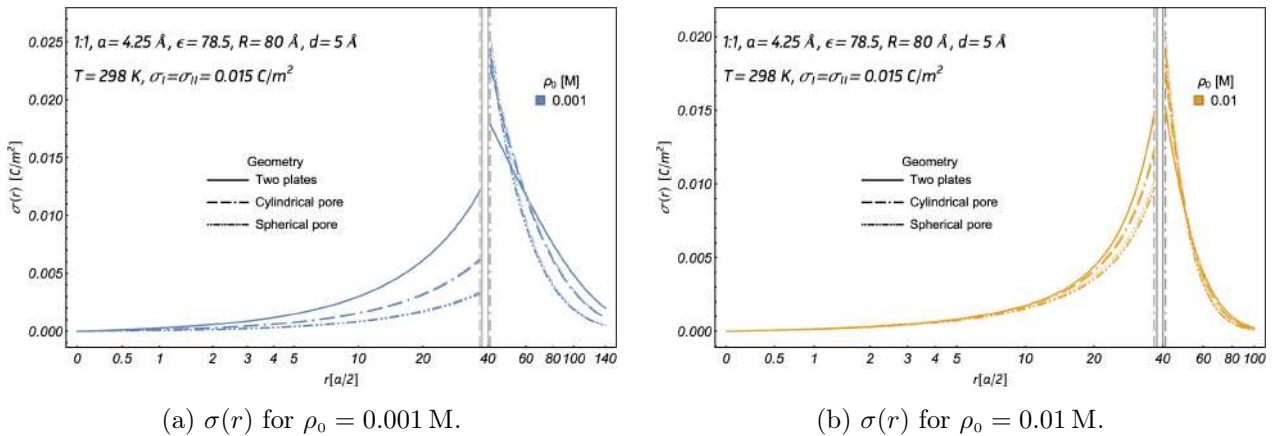 1:1, a= 4.25 Å, ϵ= 78.5, R= 80 Å, d= 5 Å
T= 298 K, σI=σII= 0.015 C/m²
ρ₀ [M]
0.001
Geometry
Two plates
Cylindrical pore
Spherical pore
σ(r) [C/m²]
0.025
0.020
0.015
0.010
0.005
0.000
0 0.5 1 2 3 4 5 10 20 40 60 80 100 140
r[a/2]
(a) σ(r) for ρ₀ = 0.001 M.
1:1, a= 4.25 Å, ϵ= 78.5, R= 80 Å, d= 5 Å
T= 298 K, σI=σII= 0.015 C/m²
ρ₀ [M]
0.01
Geometry
Two plates
Cylindrical pore
Spherical pore
σ(r) [C/m²]
0.020
0.015
0.010
0.005
0.000
0 0.5 1 2 3 4 5 10 20 40 60 80 100
r[a/2]
(b) σ(r) for ρ₀ = 0.01 M.